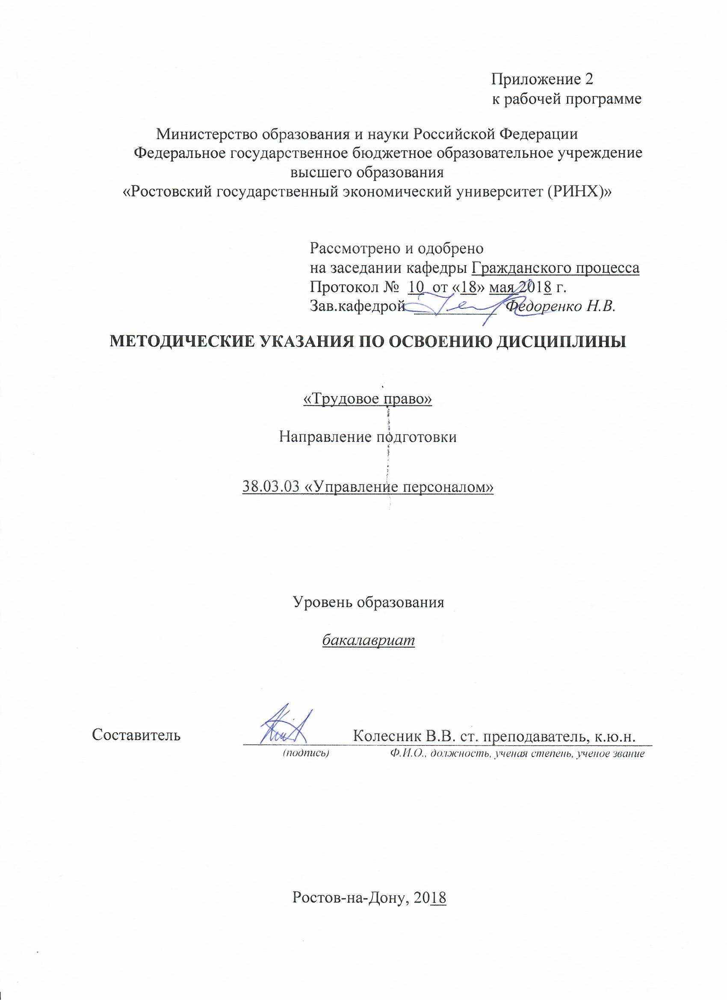 Приложение 2
к рабочей программе
Министерство образования и науки Российской Федерации
Федеральное государственное бюджетное образовательное учреждение
высшего образования
«Ростовский государственный экономический университет (РИНХ)»
Рассмотрено и одобрено
на заседании кафедры Гражданского процесса
Протокол № 10 от «18» мая 2018 г.
Зав.кафедрой __________ Федоренко Н.В.
МЕТОДИЧЕСКИЕ УКАЗАНИЯ ПО ОСВОЕНИЮ ДИСЦИПЛИНЫ
«Трудовое право»
Направление подготовки
38.03.03 «Управление персоналом»
Уровень образования
бакалавриат
Составитель Колесник В.В. ст. преподаватель, к.ю.н.
(подпись) Ф.И.О., должность, ученая степень, ученое звание
Ростов-на-Дону, 2018